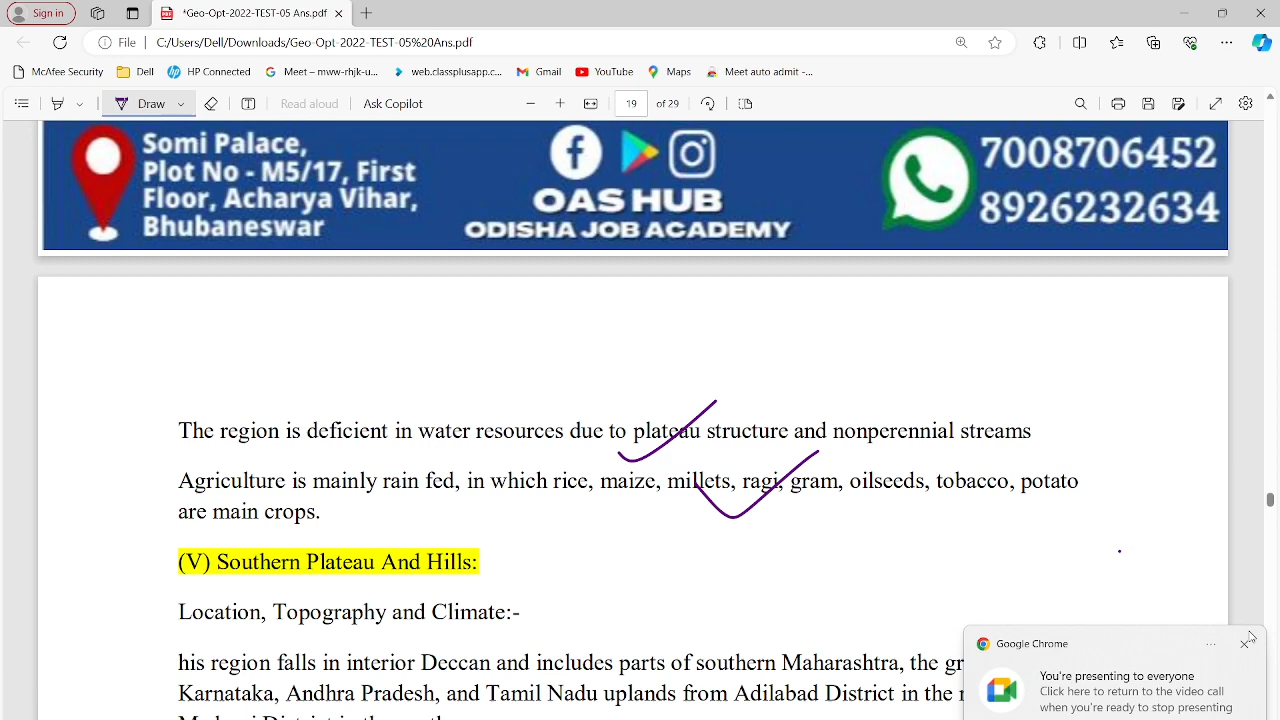 Sign in
*Geo-Opt-2022-TEST-05 Ans.pdf
File C:/Users/Dell/Downloads/Geo-Opt-2022-TEST-05%20Ans.pdf
McAfee Security Dell HP Connected Meet – mvw-rhjk-u... web.classplusapp.c... Gmail YouTube Maps Meet auto admit -...
Draw Read aloud Ask Copilot 19 of 29
Somi Palace,
Plot No - M5/17, First
Floor, Acharya Vihar,
Bhubaneswar
OAS HUB
ODISHA JOB ACADEMY
7008706452
8926232634
The region is deficient in water resources due to plateau structure and nonperennial streams
Agriculture is mainly rain fed, in which rice, maize, millets, ragi, gram, oilseeds, tobacco, potato
are main crops.
(V) Southern Plateau And Hills:
Location, Topography and Climate:-
his region falls in interior Deccan and includes parts of southern Maharashtra, the
Karnataka, Andhra Pradesh, and Tamil Nadu uplands from Adilabad District in the
Google Chrome
You're presenting to everyone
Click here to return to the video call
when you're ready to stop presenting